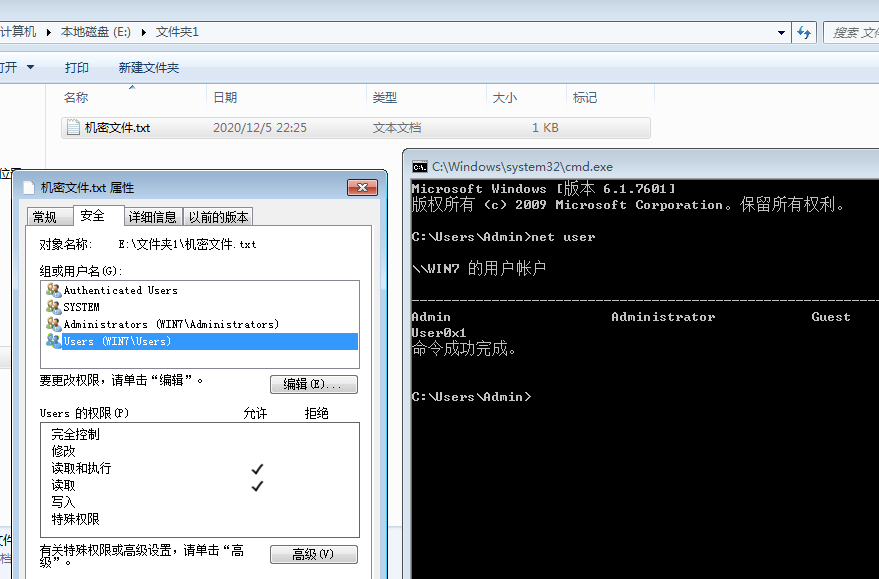 计算机 ▶ 本地磁盘 (E:) ▶ 文件夹1
搜索 文件
打开 打印 新建文件夹
名称 日期 类型 大小 标记
机密文件.txt 2020/12/5 22:25 文本文档 1 KB
机密文件.txt 属性
常规 安全 详细信息 以前的版本
对象名称: E:\文件夹1\机密文件.txt
组或用户名(G):
Authenticated Users
SYSTEM
Administrators (WIN7\Administrators)
Users (WIN7\Users)
要更改权限，请单击“编辑”。
编辑(E)...
Users 的权限(P) 允许 拒绝
完全控制
修改
读取和执行
读取
写入
特殊权限
有关特殊权限或高级设置，请单击“高
级”。
高级(V)
C:\Windows\system32\cmd.exe
Microsoft Windows [版本 6.1.7601]
版权所有 (c) 2009 Microsoft Corporation。保留所有权利。
C:\Users\Admin>net user
\\WIN7 的用户帐户
-------------------------------------------------------------------------------
Admin Administrator Guest
User0x1
命令成功完成。
C:\Users\Admin>